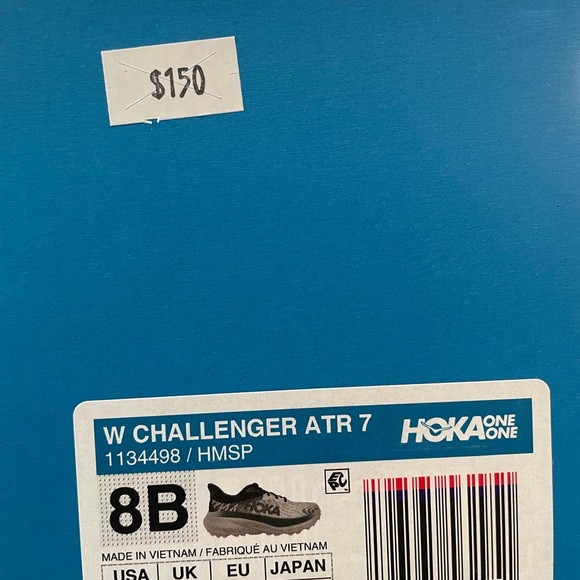 $150
W CHALLENGER ATR 7
HOKA ONE ONE
1134498 / HMSP
8B
HOKA
MADE IN VIETNAM / FABRIQUÉ AU VIETNAM
USA UK EU JAPAN